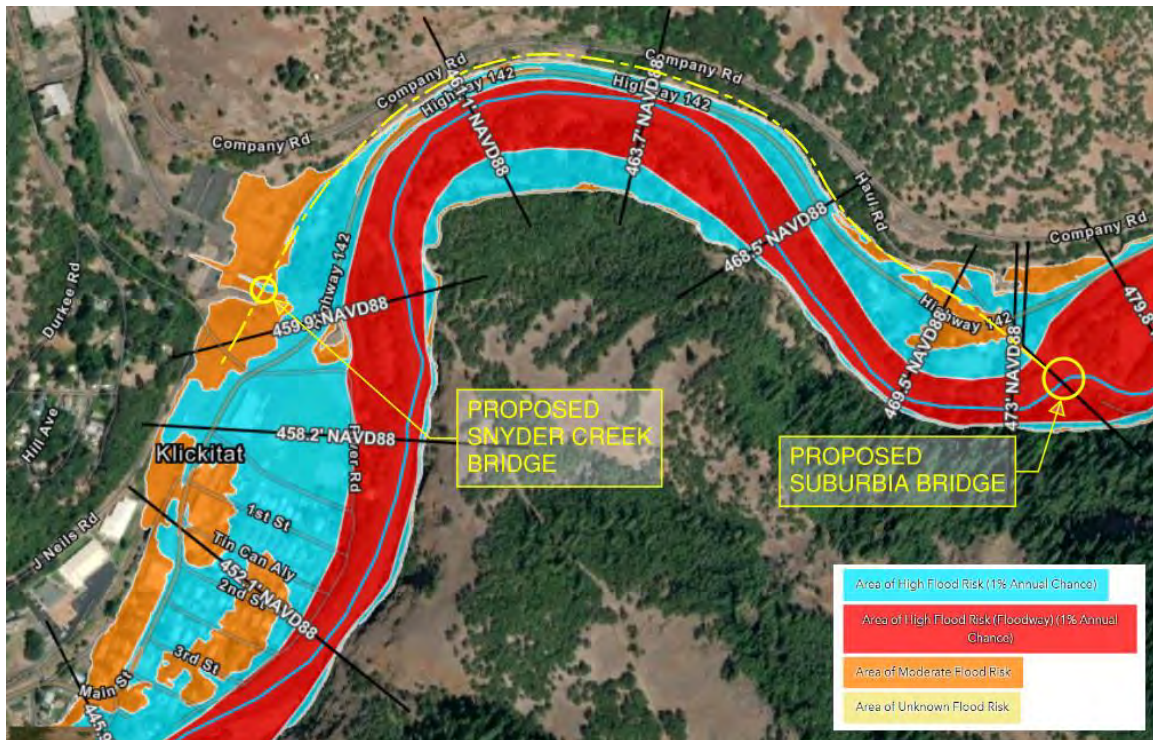 Company Rd
Company Rd
Highway 142
Highway 142
Company Rd
463.7' NAVD88
Haul Rd
Company Rd
468.5' NAVD88
479.8
Highway 142
469.5' NAVD88
473' NAVD88
Durkee Rd
459.9' NAVD88
PROPOSED
SNYDER CREEK
BRIDGE
PROPOSED
SUBURBIA BRIDGE
Hill Ave
458.2' NAVD88
Klickitat
1st St
Tin Can Aly
2nd St
452.1' NAVD88
J Neils Rd
3rd St
Main St
445.9
Area of High Flood Risk (1% Annual Chance)
Area of High Flood Risk (Floodway) (1% Annual
Chance)
Area of Moderate Flood Risk
Area of Unknown Flood Risk